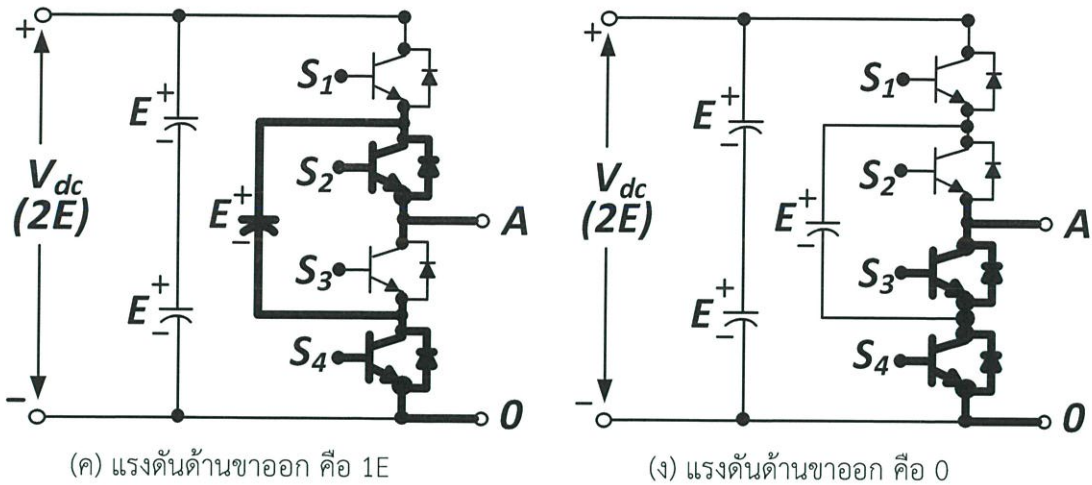 +
+
S1
E
+
-
Vdc
(2E)
E
+
-
S2
A
S3
E
+
-
S4
-
0
(ค) แรงดันด้านขาออก คือ 1E
+
+
S1
E
+
-
Vdc
(2E)
E
+
-
S2
A
S3
E
+
-
S4
-
0
(ง) แรงดันด้านขาออก คือ 0